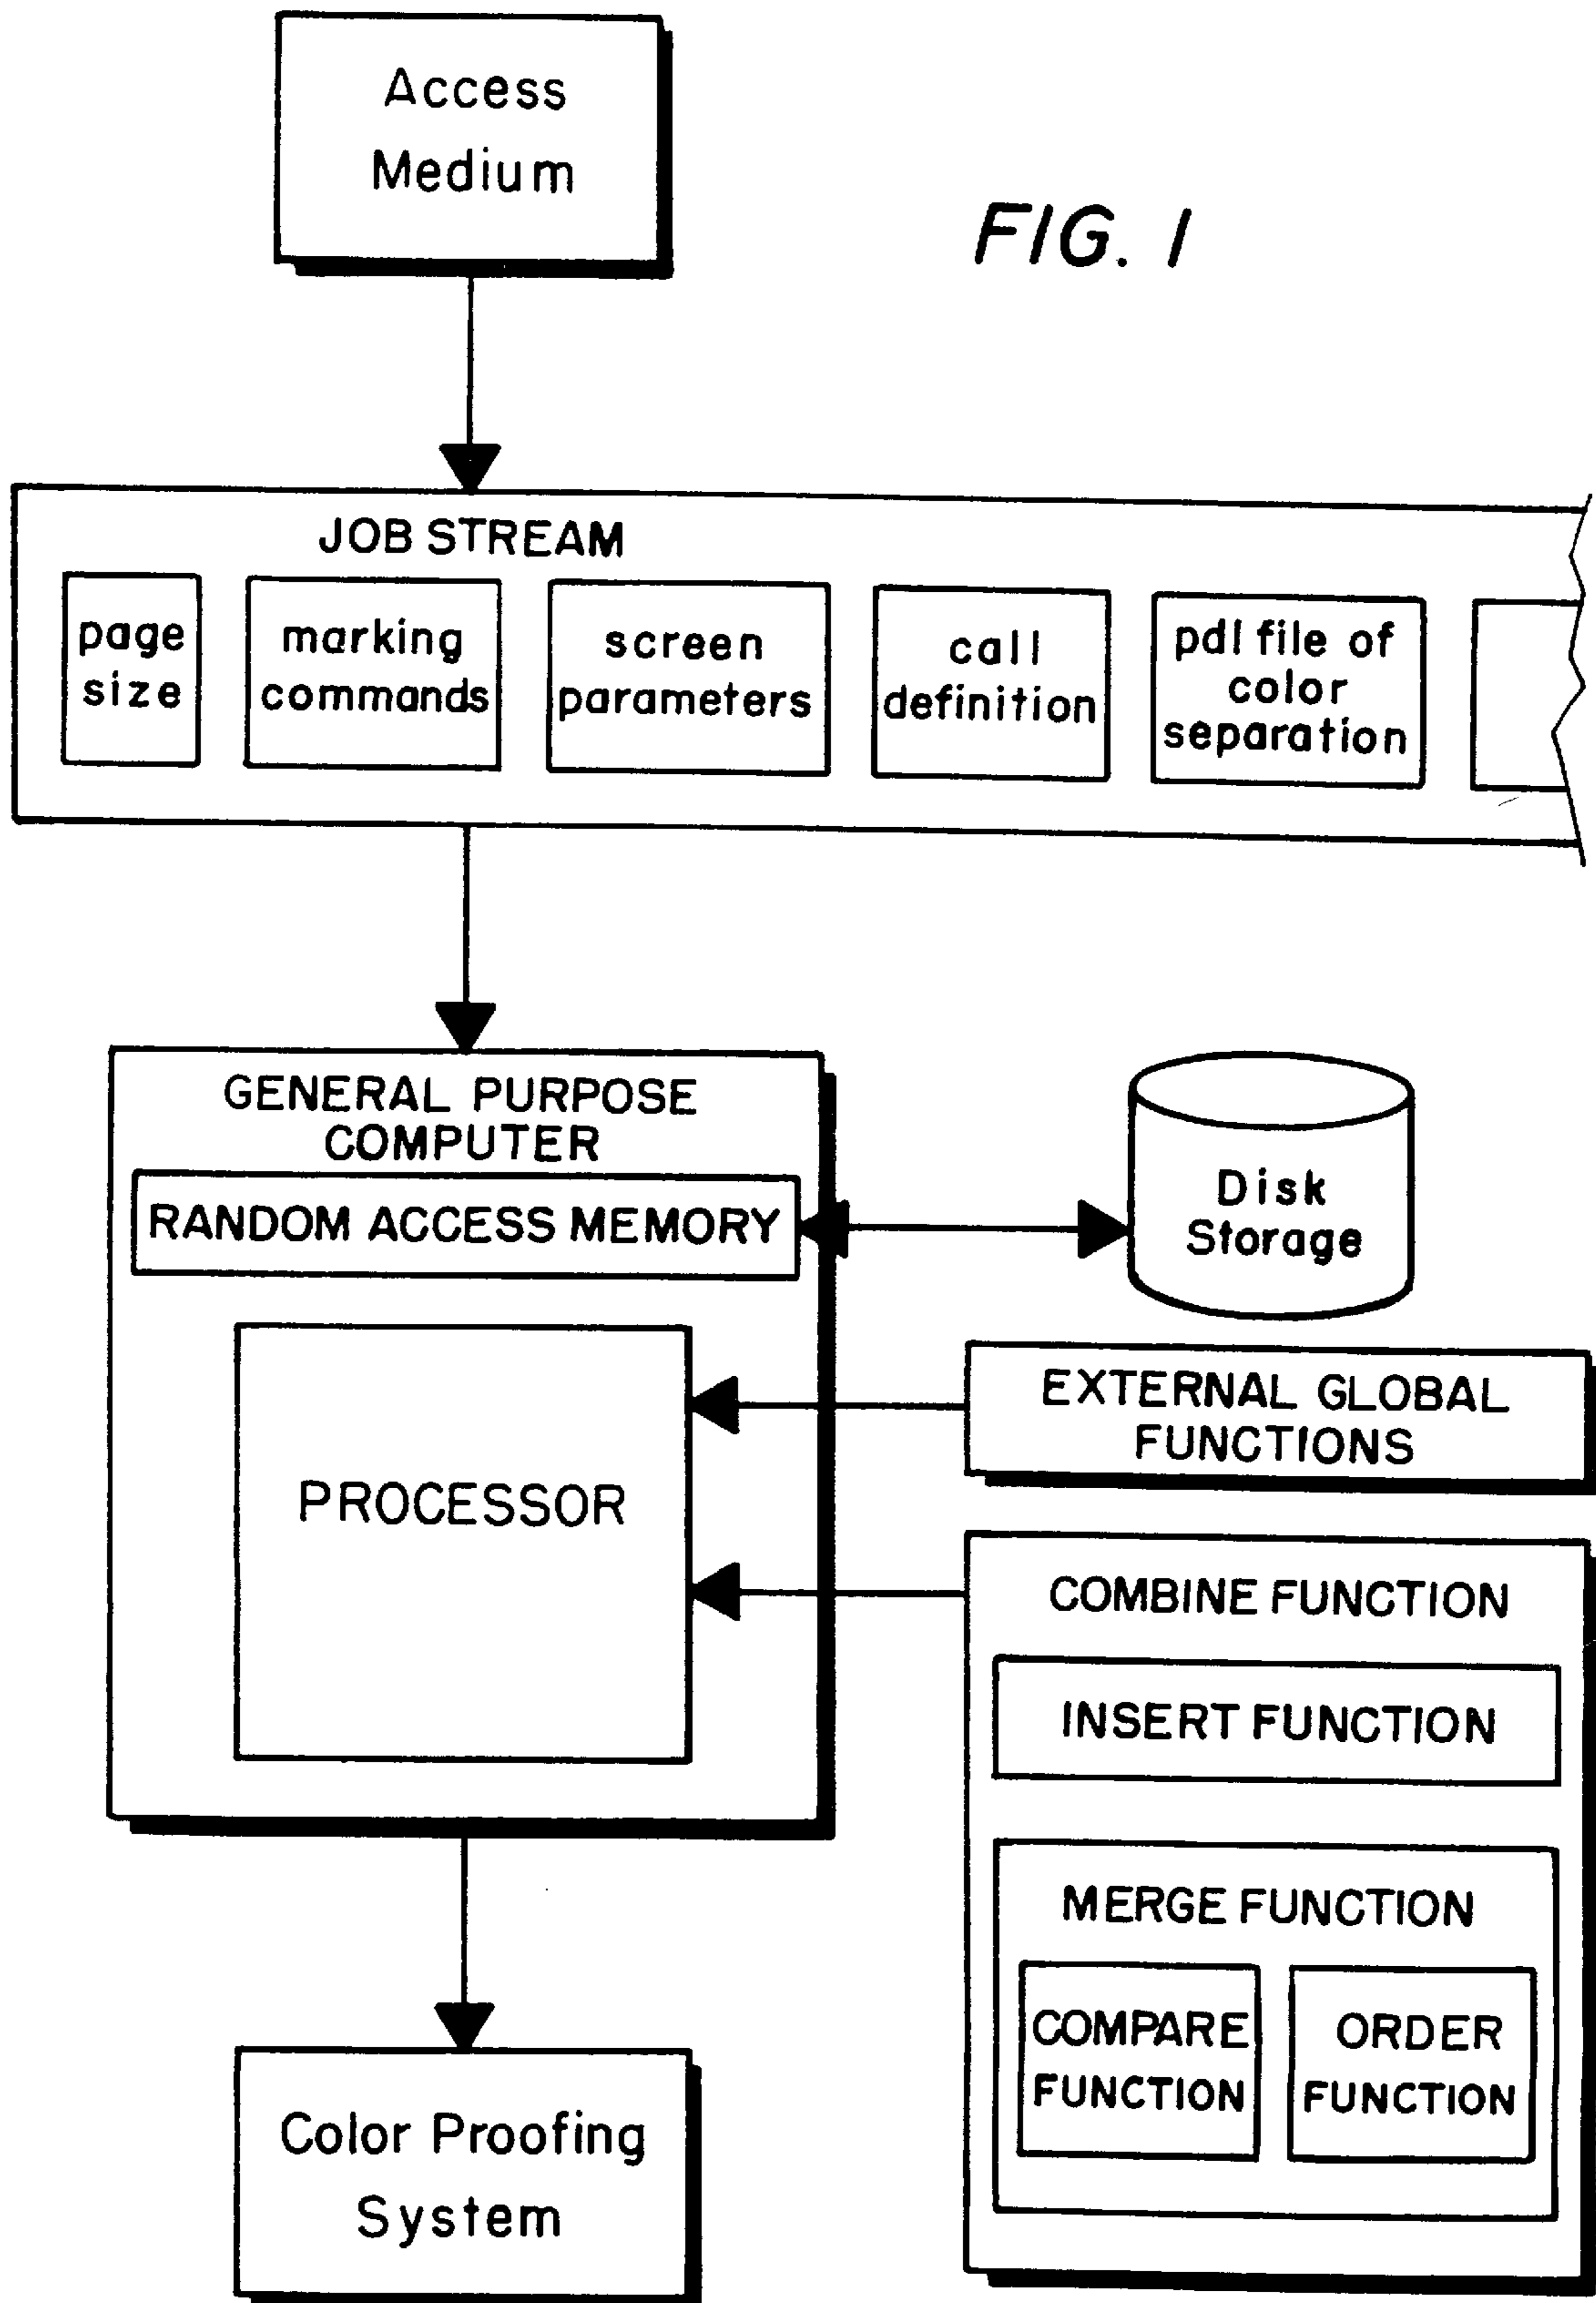 Access
Medium
FIG. 1
JOB STREAM
page
size
marking
commands
screen
parameters
call
definition
pdl file of
color
separation
GENERAL PURPOSE
COMPUTER
RANDOM ACCESS MEMORY
Disk
Storage
EXTERNAL GLOBAL
FUNCTIONS
PROCESSOR
COMBINE FUNCTION
INSERT FUNCTION
MERGE FUNCTION
COMPARE
FUNCTION
ORDER
FUNCTION
Color Proofing
System